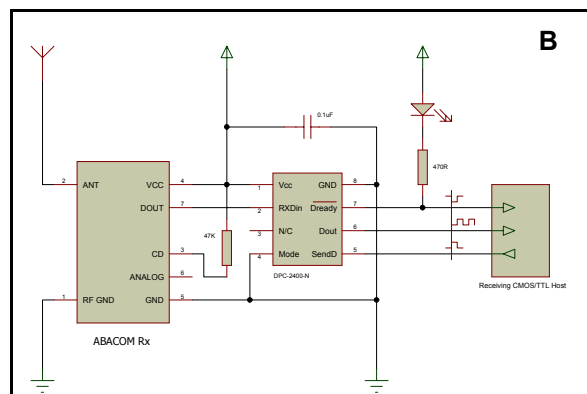 B
0.1uF
470R
2 ANT VCC 4
DOUT 7
CD 3
ANALOG 6
1 RF GND GND 5
ABACOM Rx
47K
1 Vcc GND 8
2 RXDin Dready 7
3 N/C Dout 6
4 Mode SendD 5
DPC-2400-N
Receiving CMOS/TTL Host